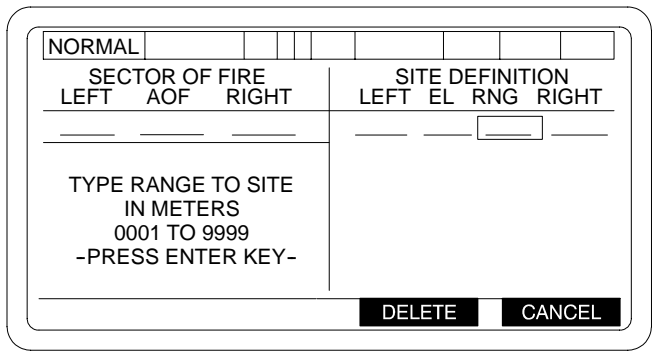 NORMAL
SECTOR OF FIRE
LEFT AOF RIGHT
SITE DEFINITION
LEFT EL RNG RIGHT
TYPE RANGE TO SITE
IN METERS
0001 TO 9999
-PRESS ENTER KEY-
DELETE CANCEL